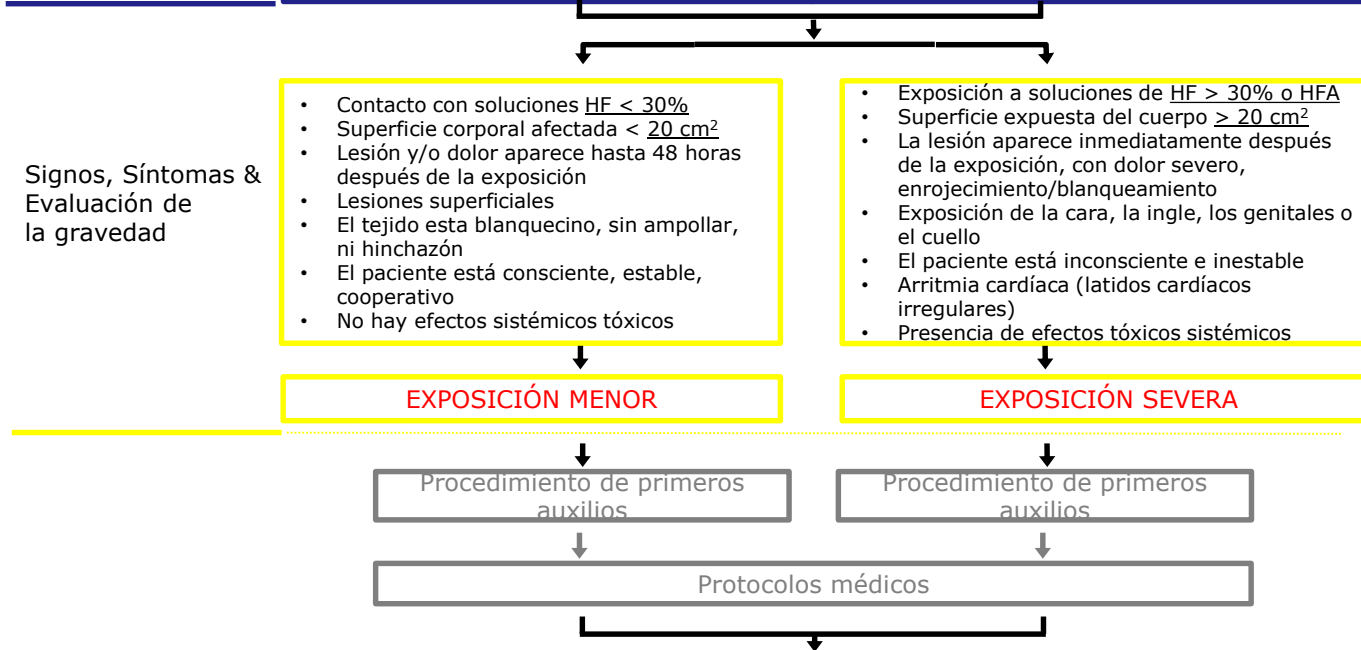 Signos, Síntomas &
Evaluación de
la gravedad
• Contacto con soluciones HF < 30%
• Superficie corporal afectada < 20 cm²
• Lesión y/o dolor aparece hasta 48 horas
después de la exposición
• Lesiones superficiales
• El tejido esta blanquecino, sin ampollar,
ni hinchazón
• El paciente está consciente, estable,
cooperativo
• No hay efectos sistémicos tóxicos
• Exposición a soluciones de HF > 30% o HFA
• Superficie expuesta del cuerpo > 20 cm²
• La lesión aparece inmediatamente después
de la exposición, con dolor severo,
enrojecimiento/blanqueamiento
• Exposición de la cara, la ingle, los genitales o
el cuello
• El paciente está inconsciente e inestable
• Arritmia cardíaca (latidos cardíacos
irregulares)
• Presencia de efectos tóxicos sistémicos
EXPOSICIÓN MENOR
EXPOSICIÓN SEVERA
Procedimiento de primeros
auxilios
Procedimiento de primeros
auxilios
Protocolos médicos